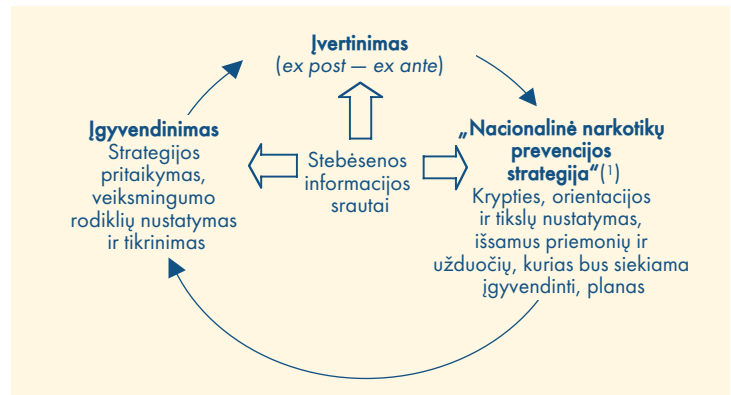 Įvertinimas
(ex post — ex ante)
Įgyvendinimas
Strategijos
pritaikymas,
veiksmingumo
rodiklių nustatymas
ir tikrinimas
Stebėsenos
informacijos
srautai
„Nacionalinė narkotikų
prevencijos
strategija“(¹)
Krypties, orientacijos
ir tikslų nustatymas,
išsamus priemonių ir
užduočių, kurias bus siekiama
įgyvendinti, planas